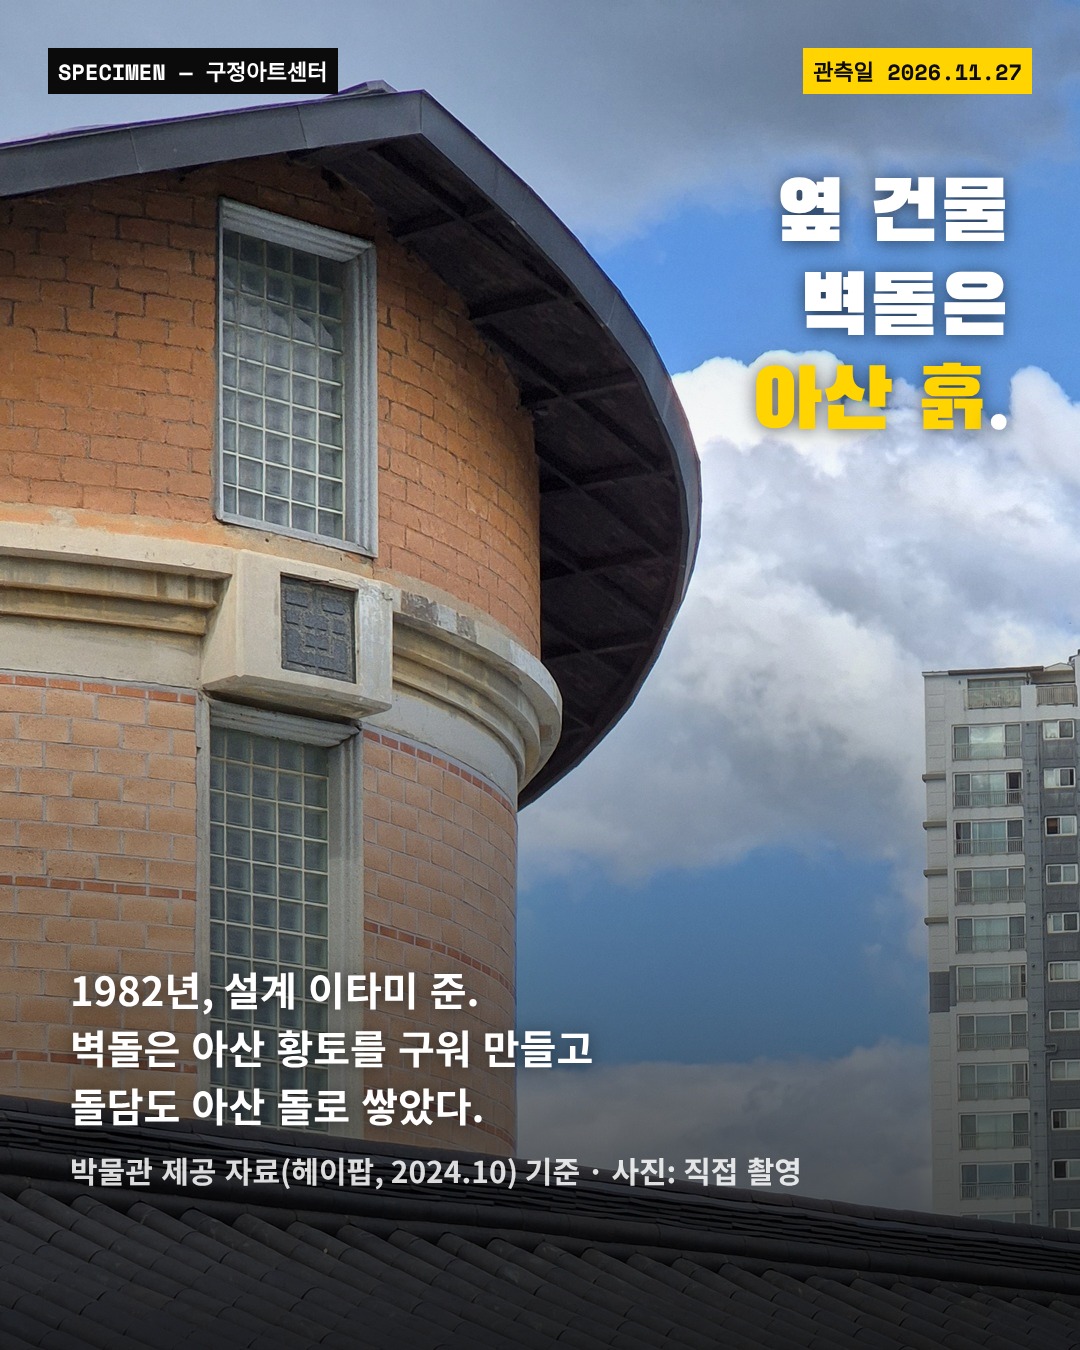 SPECIMEN — 구정아트센터
관측일 2026.11.27
옆 건물
벽돌은
아산 흙.
1982년, 설계 이타미 준.
벽돌은 아산 황토를 구워 만들고
돌담도 아산 돌로 쌓았다.
박물관 제공 자료(헤이팝, 2024.10) 기준 · 사진: 직접 촬영